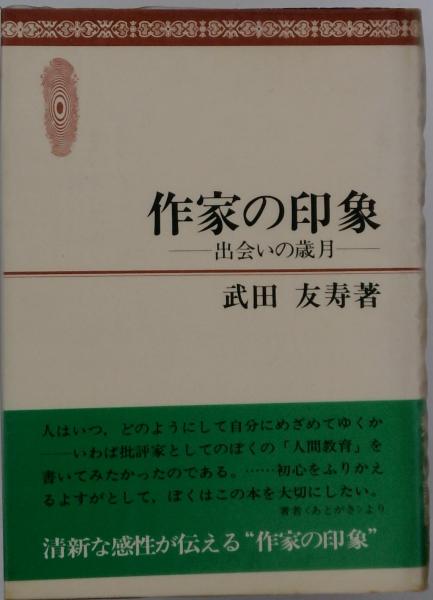 作家の印象
――出会いの歳月――
武田 友寿著
人はいつ，どのようにして自分にめざめてゆくか
――いわば批評家としてのぼくの「人間教育」を
書いてみたかったのである。……初心をふりかえ
るよすがとして，ぼくはこの本を大切にしたい。
著者〈あとがき〉より
清新な感性が伝える“作家の印象”